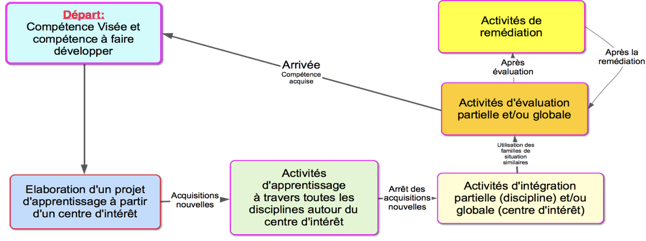 Départ:
Compétence Visée et
compétence à faire
développer
Activités de
remédiation
Arrivée
Compétence
acquise
Après
évaluation
Après la
remédiation
Activités d'évaluation
partielle et/ou globale
Utilisation des
familles de
situation
similaires
Elaboration d'un projet
d'apprentissage à partir
d'un centre d'intérêt
Acquisitions
nouvelles
Activités
d'apprentissage
à travers toutes les
disciplines autour du
centre d'intérêt
Arrêt des
acquisitions
nouvelles
Activités d'intégration
partielle (discipline) et/ou
globale (centre d'intérêt)